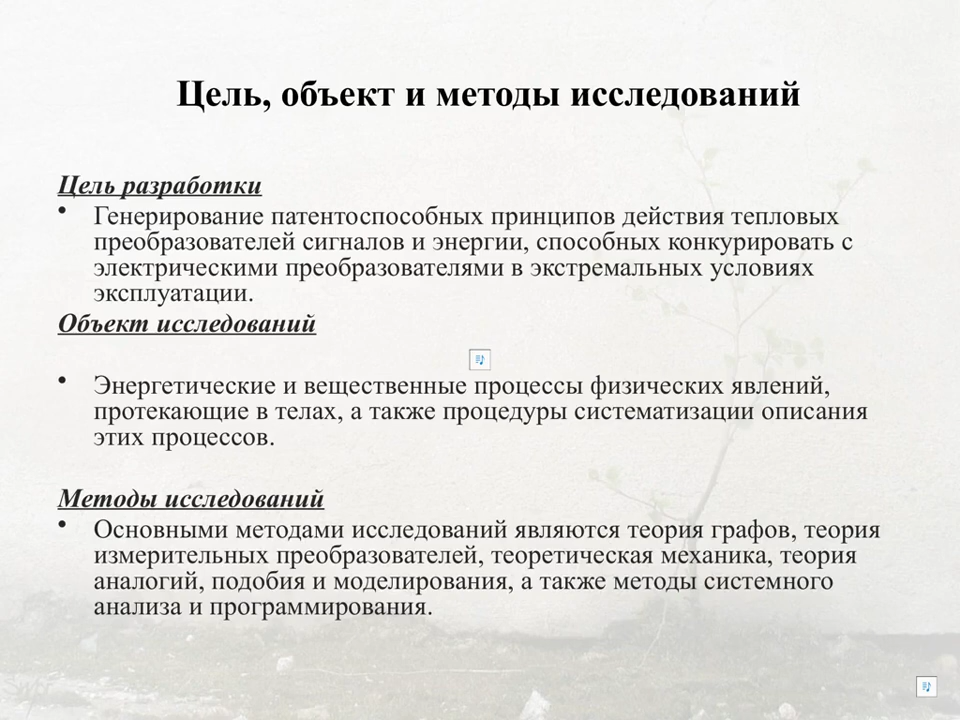 Цель, объект и методы исследований
Цель разработки
• Генерирование патентоспособных принципов действия тепловых
преобразователей сигналов и энергии, способных конкурировать с
электрическими преобразователями в экстремальных условиях
эксплуатации.
Объект исследований
• Энергетические и вещественные процессы физических явлений,
протекающие в телах, а также процедуры систематизации описания
этих процессов.
Методы исследований
• Основными методами исследований являются теория графов, теория
измерительных преобразователей, теоретическая механика, теория
аналогий, подобия и моделирования, а также методы системного
анализа и программирования.